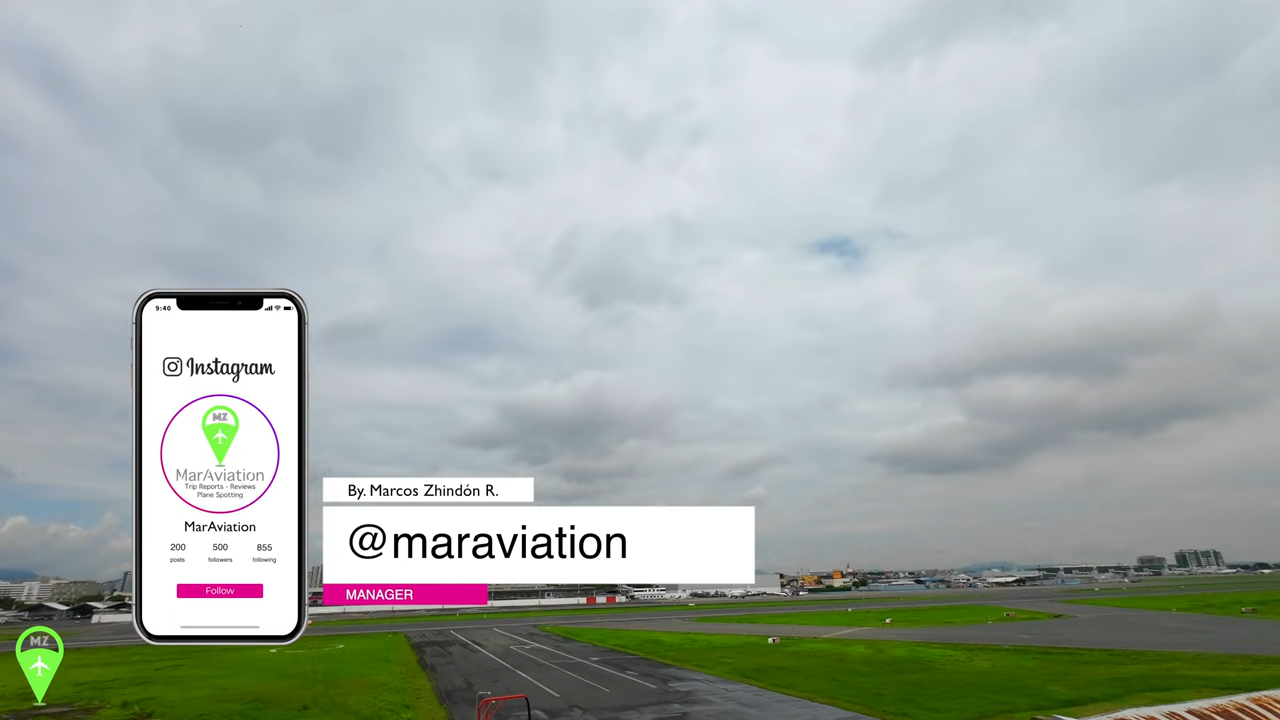 9:40
Instagram
MZ
MarAviation
Trip Reports - Reviews
Plane Spotting
MarAviation
200 500 855
posts followers following
Follow
By. Marcos Zhindón R.
@maraviation
MANAGER
MZ